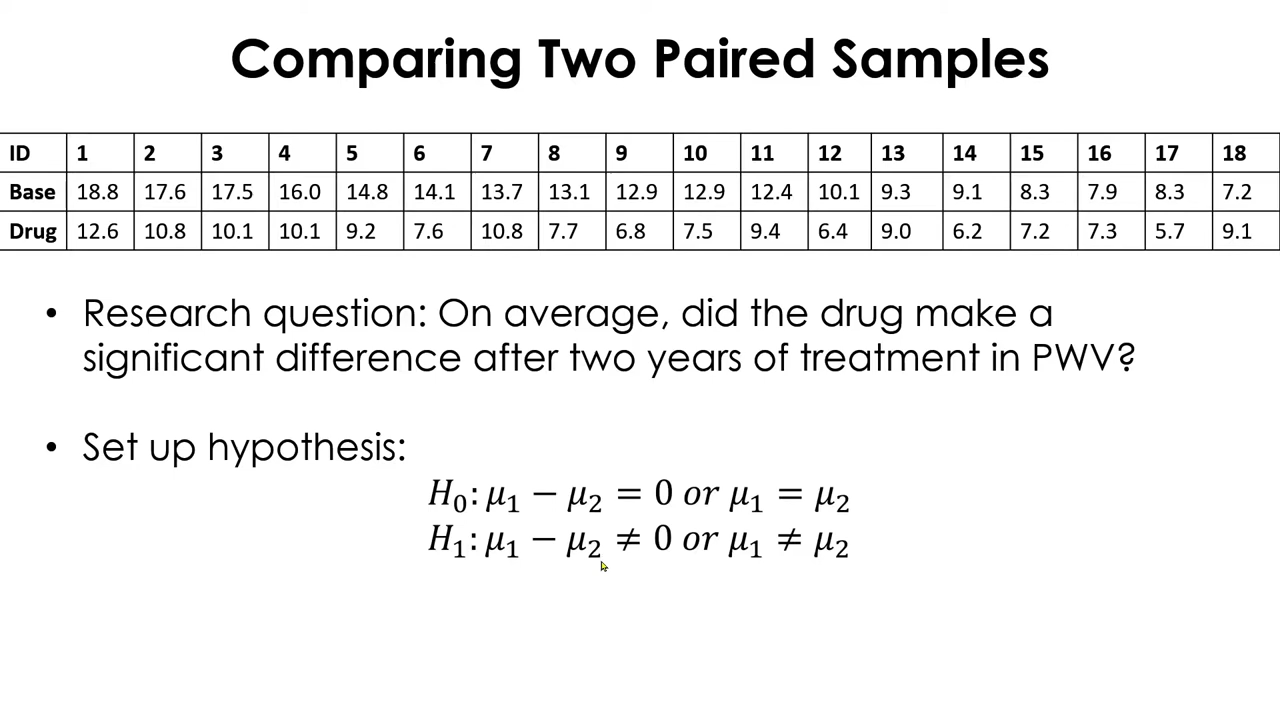 Comparing Two Paired Samples
ID 1 2 3 4 5 6 7 8 9 10 11 12 13 14 15 16 17 18
Base 18.8 17.6 17.5 16.0 14.8 14.1 13.7 13.1 12.9 12.9 12.4 10.1 9.3 9.1 8.3 7.9 8.3 7.2
Drug 12.6 10.8 10.1 10.1 9.2 7.6 10.8 7.7 6.8 7.5 9.4 6.4 9.0 6.2 7.2 7.3 5.7 9.1
• Research question: On average, did the drug make a
significant difference after two years of treatment in PWV?
• Set up hypothesis:
H₀: μ₁ − μ₂ = 0 or μ₁ = μ₂
H₁: μ₁ − μ₂ ≠ 0 or μ₁ ≠ μ₂